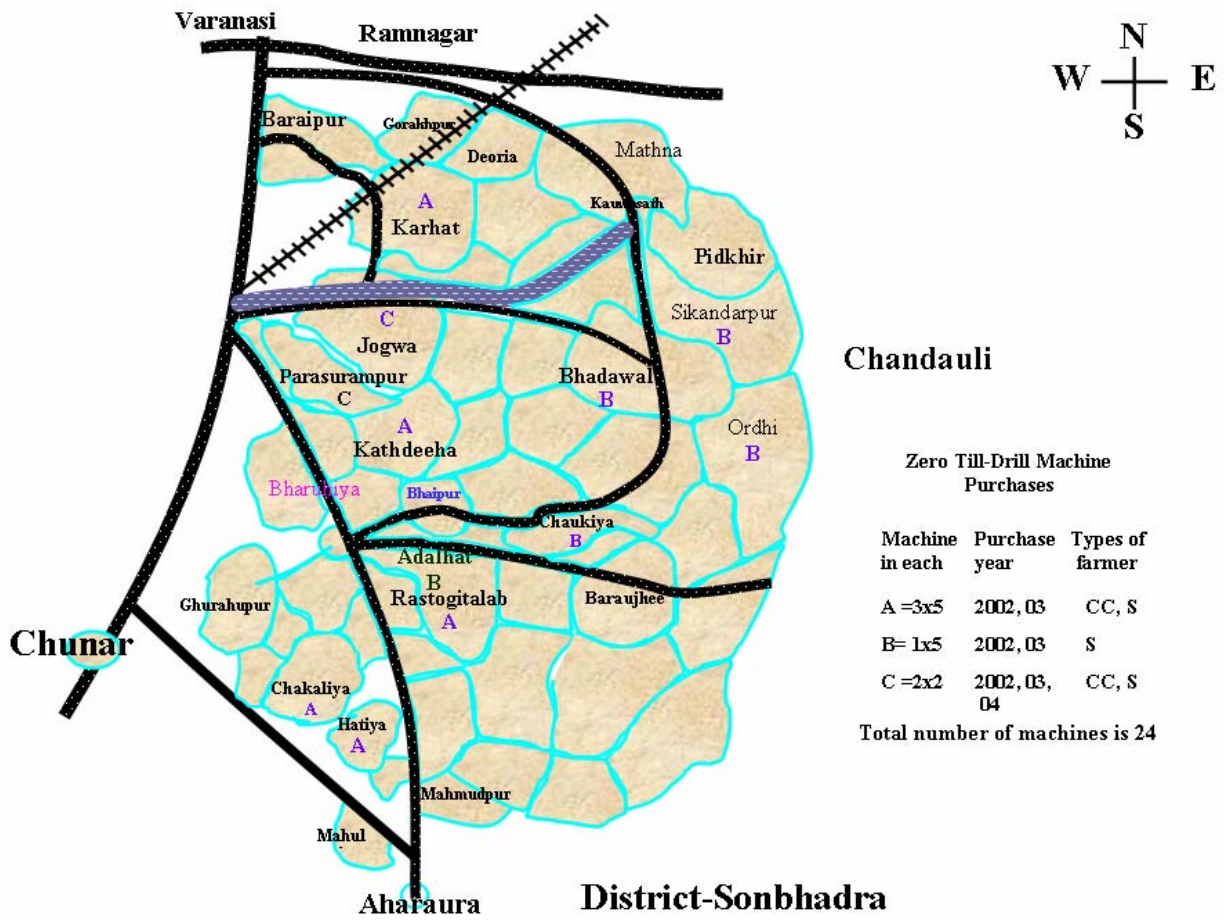 Varanasi
Ramnagar
N
W E
S
Baraipur
Gorakhpur
Deoria
Mathna
A
Karhat
Pidkhir
C
Jogwa
Sikandarpur
B
Parasurampur
C
Bhadawal
B
Chandauli
A
Kathdeeha
Ordhi
B
Bharuhiya
Bhaipur
Chaukiya
B
Adalhat
B
Rastogitalab
A
Baraujhee
Ghurahupur
Chunar
Chakaliya
A
Hatiya
A
Mahmudpur
Mahul
Aharaura
District-Sonbhadra
Zero Till-Drill Machine
Purchases
Machine Purchase Types of
in each year farmer
A =3x5 2002, 03 CC, S
B= 1x5 2002, 03 S
C =2x2 2002, 03, CC, S
04
Total number of machines is 24